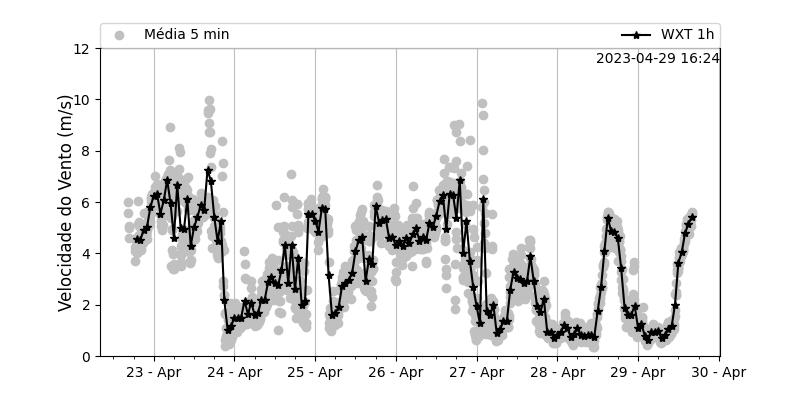 Média 5 min
WXT 1h
2023-04-29 16:24
Velocidade do Vento (m/s)
12
10
8
6
4
2
0
23 - Apr
24 - Apr
25 - Apr
26 - Apr
27 - Apr
28 - Apr
29 - Apr
30 - Apr